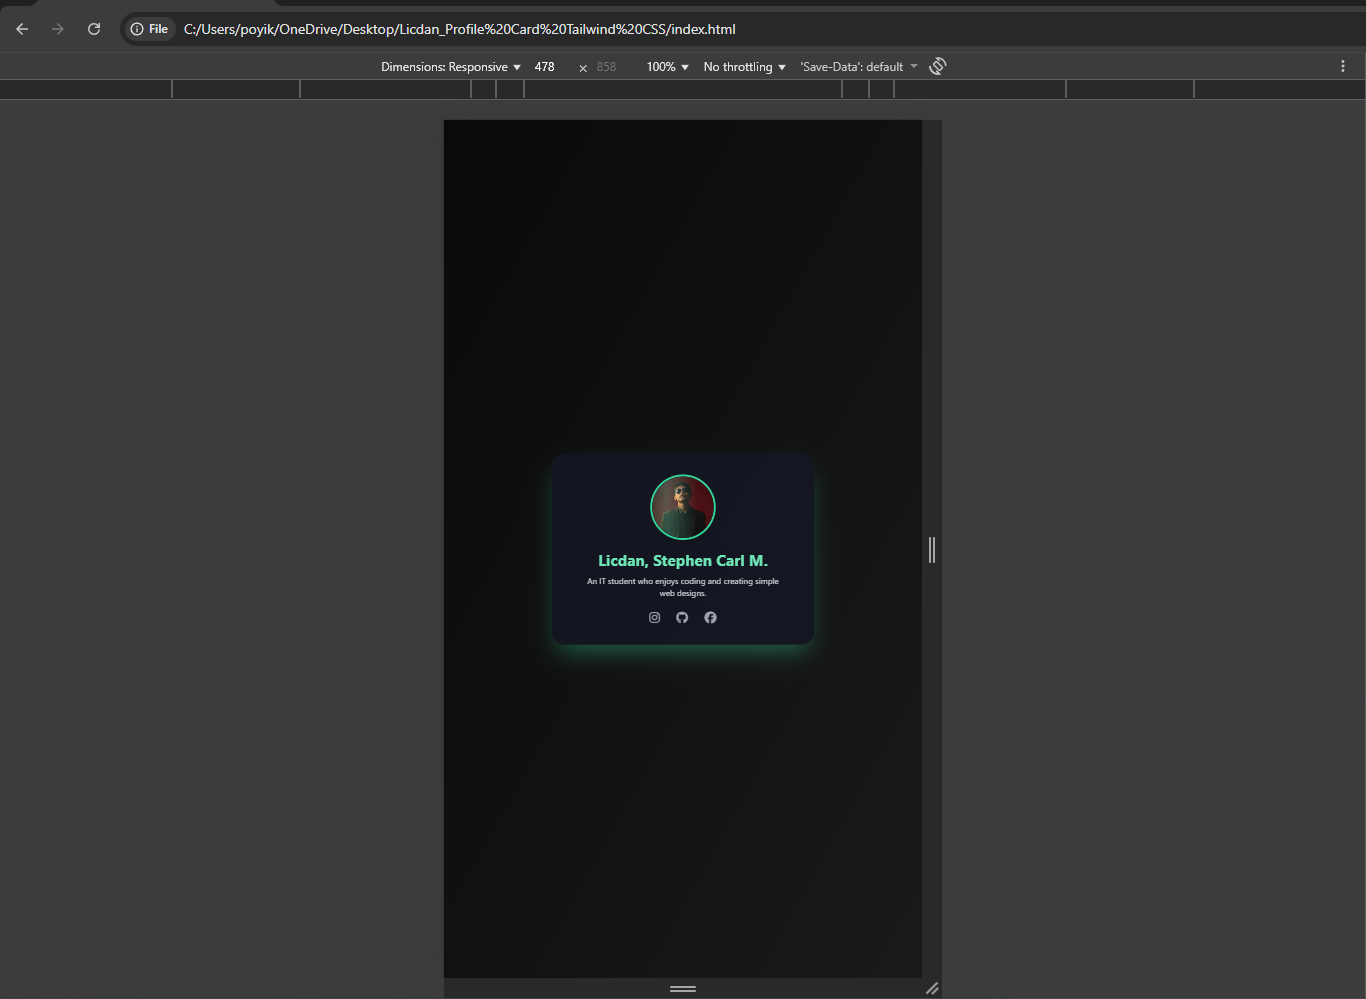 File C:/Users/poyik/OneDrive/Desktop/Licdan_Profile%20Card%20Tailwind%20CSS/index.html
Dimensions: Responsive 478 × 858 100% No throttling 'Save-Data': default
Licdan, Stephen Carl M.
An IT student who enjoys coding and creating simple
web designs.